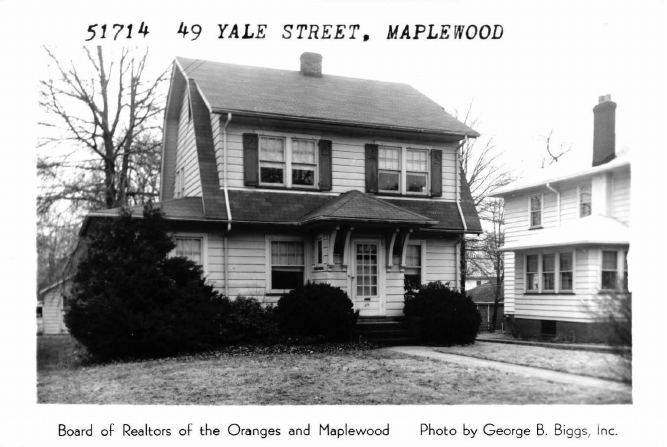 51714 49 YALE STREET, MAPLEWOOD
Board of Realtors of the Oranges and Maplewood Photo by George B. Biggs, Inc.